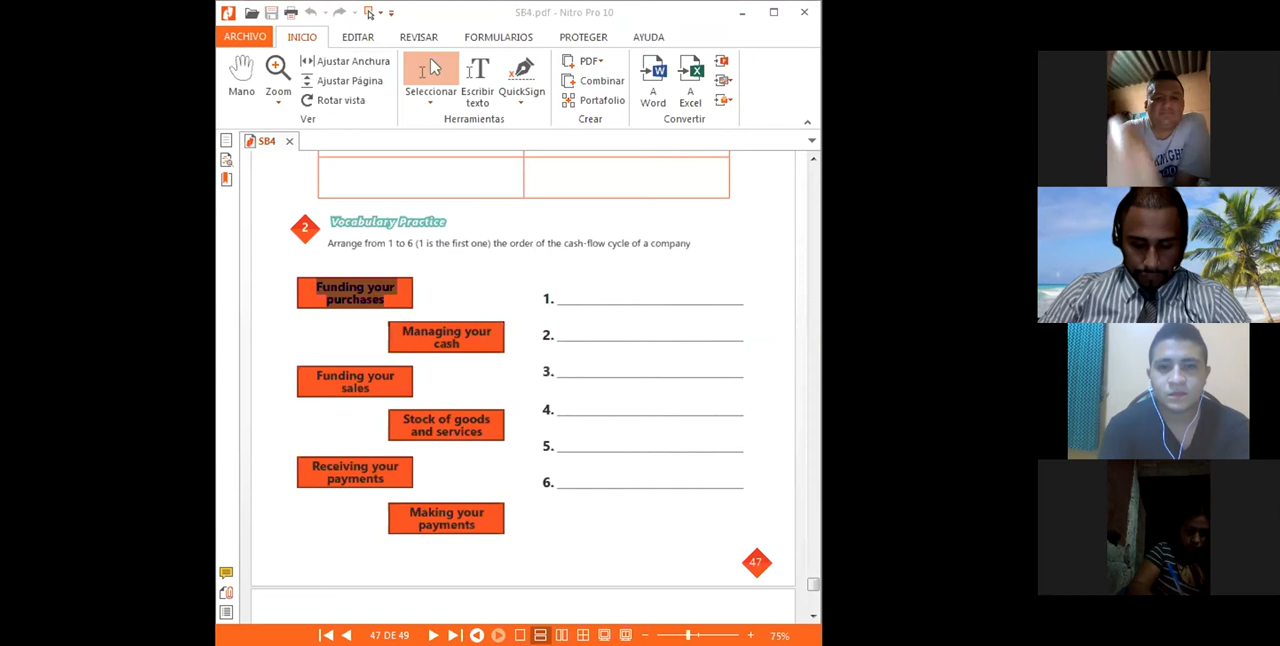 SB4.pdf - Nitro Pro 10
ARCHIVO INICIO EDITAR REVISAR FORMULARIOS PROTEGER AYUDA
Mano
Zoom
Ajustar Anchura
Ajustar Página
Rotar vista
Ver
Seleccionar
Escribir
texto
QuickSign
Herramientas
PDF
Combinar
Portafolio
Crear
A
Word
A
Excel
Convertir
SB4
2
Vocabulary Practice
Arrange from 1 to 6 (1 is the first one) the order of the cash-flow cycle of a company
Funding your
purchases
Managing your
cash
Funding your
sales
Stock of goods
and services
Receiving your
payments
Making your
payments
1.
2.
3.
4.
5.
6.
47
47 DE 49
75%